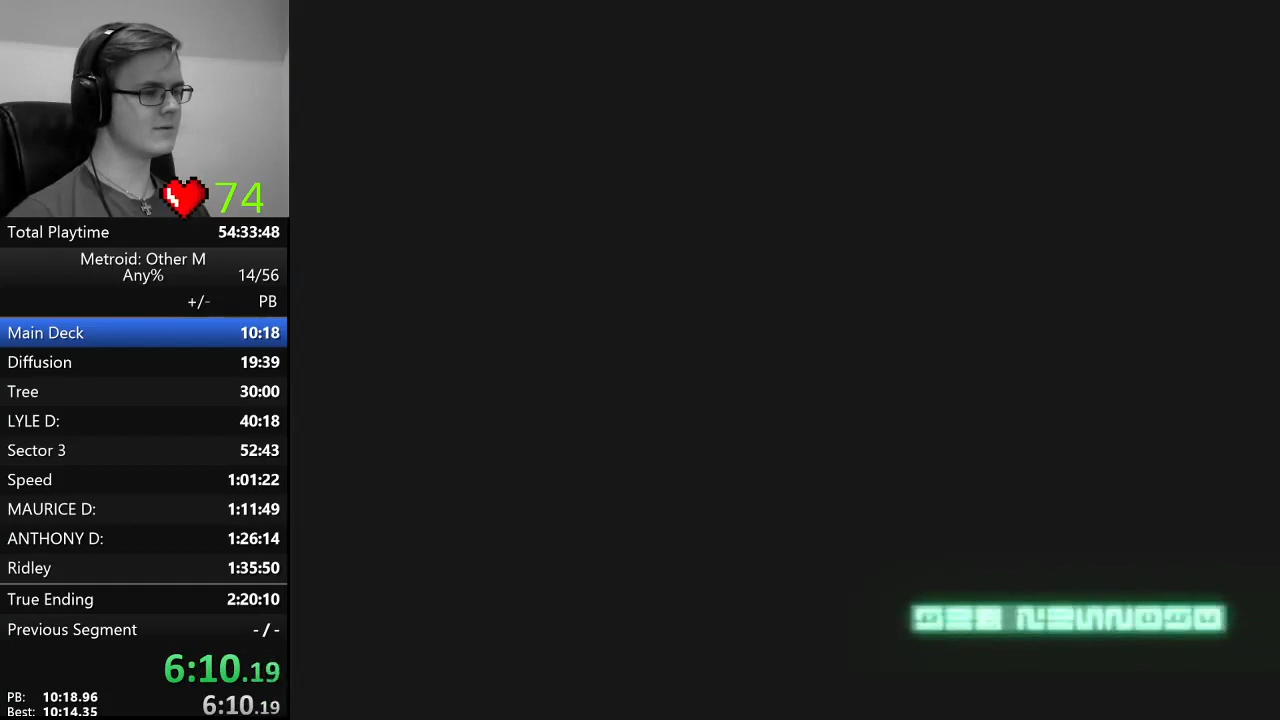 74
Total Playtime 54:33:48
Metroid: Other M
Any% 14/56
+/- PB
Main Deck 10:18
Diffusion 19:39
Tree 30:00
LYLE D: 40:18
Sector 3 52:43
Speed 1:01:22
MAURICE D: 1:11:49
ANTHONY D: 1:26:14
Ridley 1:35:50
True Ending 2:20:10
Previous Segment - / -
6:10.19
PB: 10:18.96
Best: 10:14.35 6:10.19